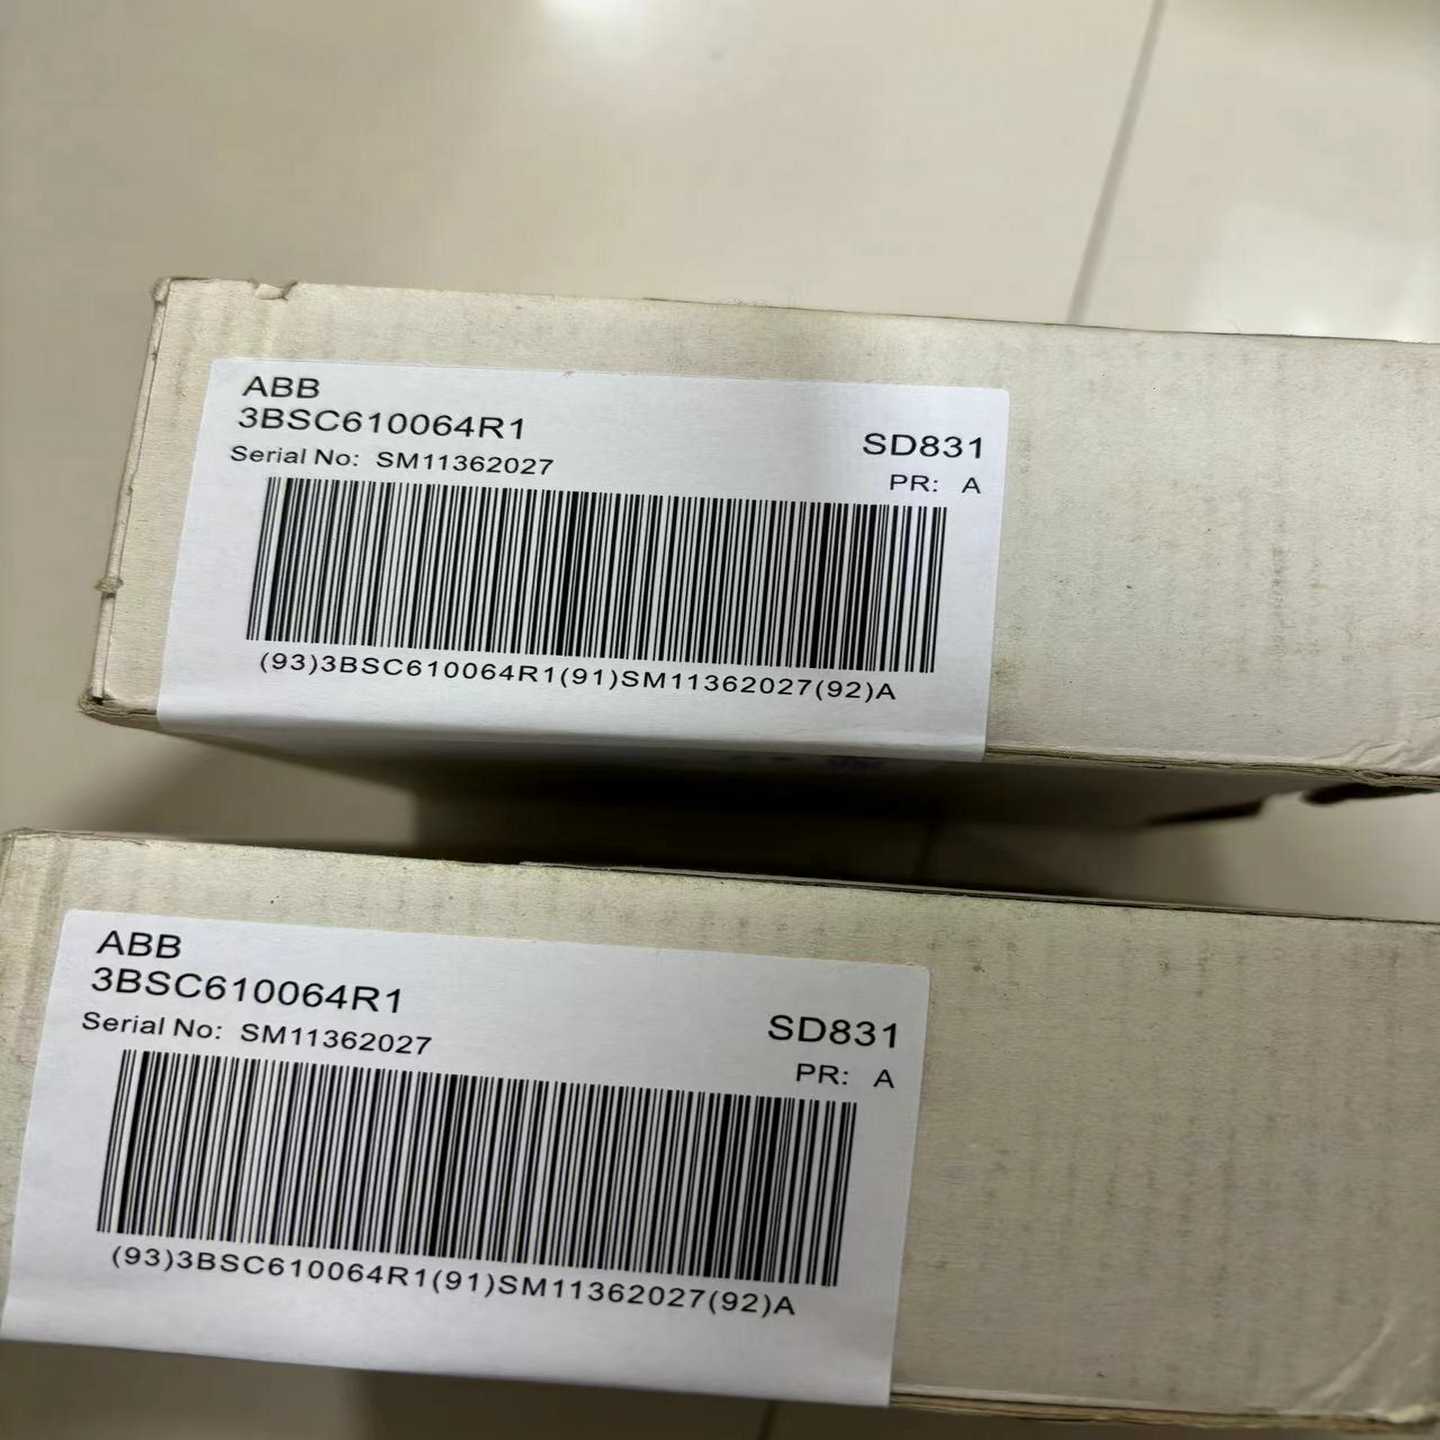 ABB
3BSC610064R1
Serial No: SM11362027
SD831
PR: A
(93)3BSC610064R1(91)SM11362027(92)A
ABB
3BSC610064R1
Serial No: SM11362027
SD831
PR: A
(93)3BSC610064R1(91)SM11362027(92)A